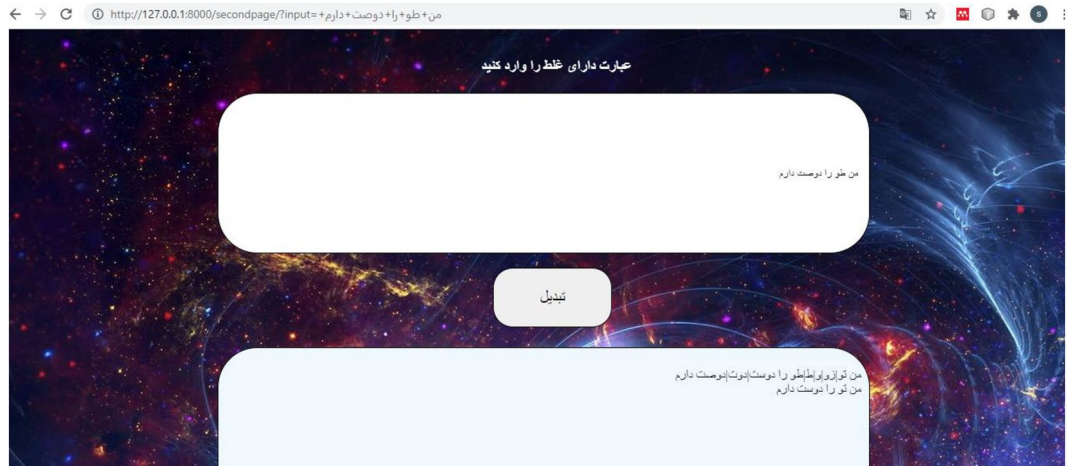 http://127.0.0.1:8000/secondpage/?input=من+طو+را+دوصت+دارم+
عبارت دارای غلط را وارد کنید
من طو را دوصت دارم
تبدیل
من تو|زو|و|ط|طو را دوست|دوت|دوصت دارم
من تو را دوست دارم